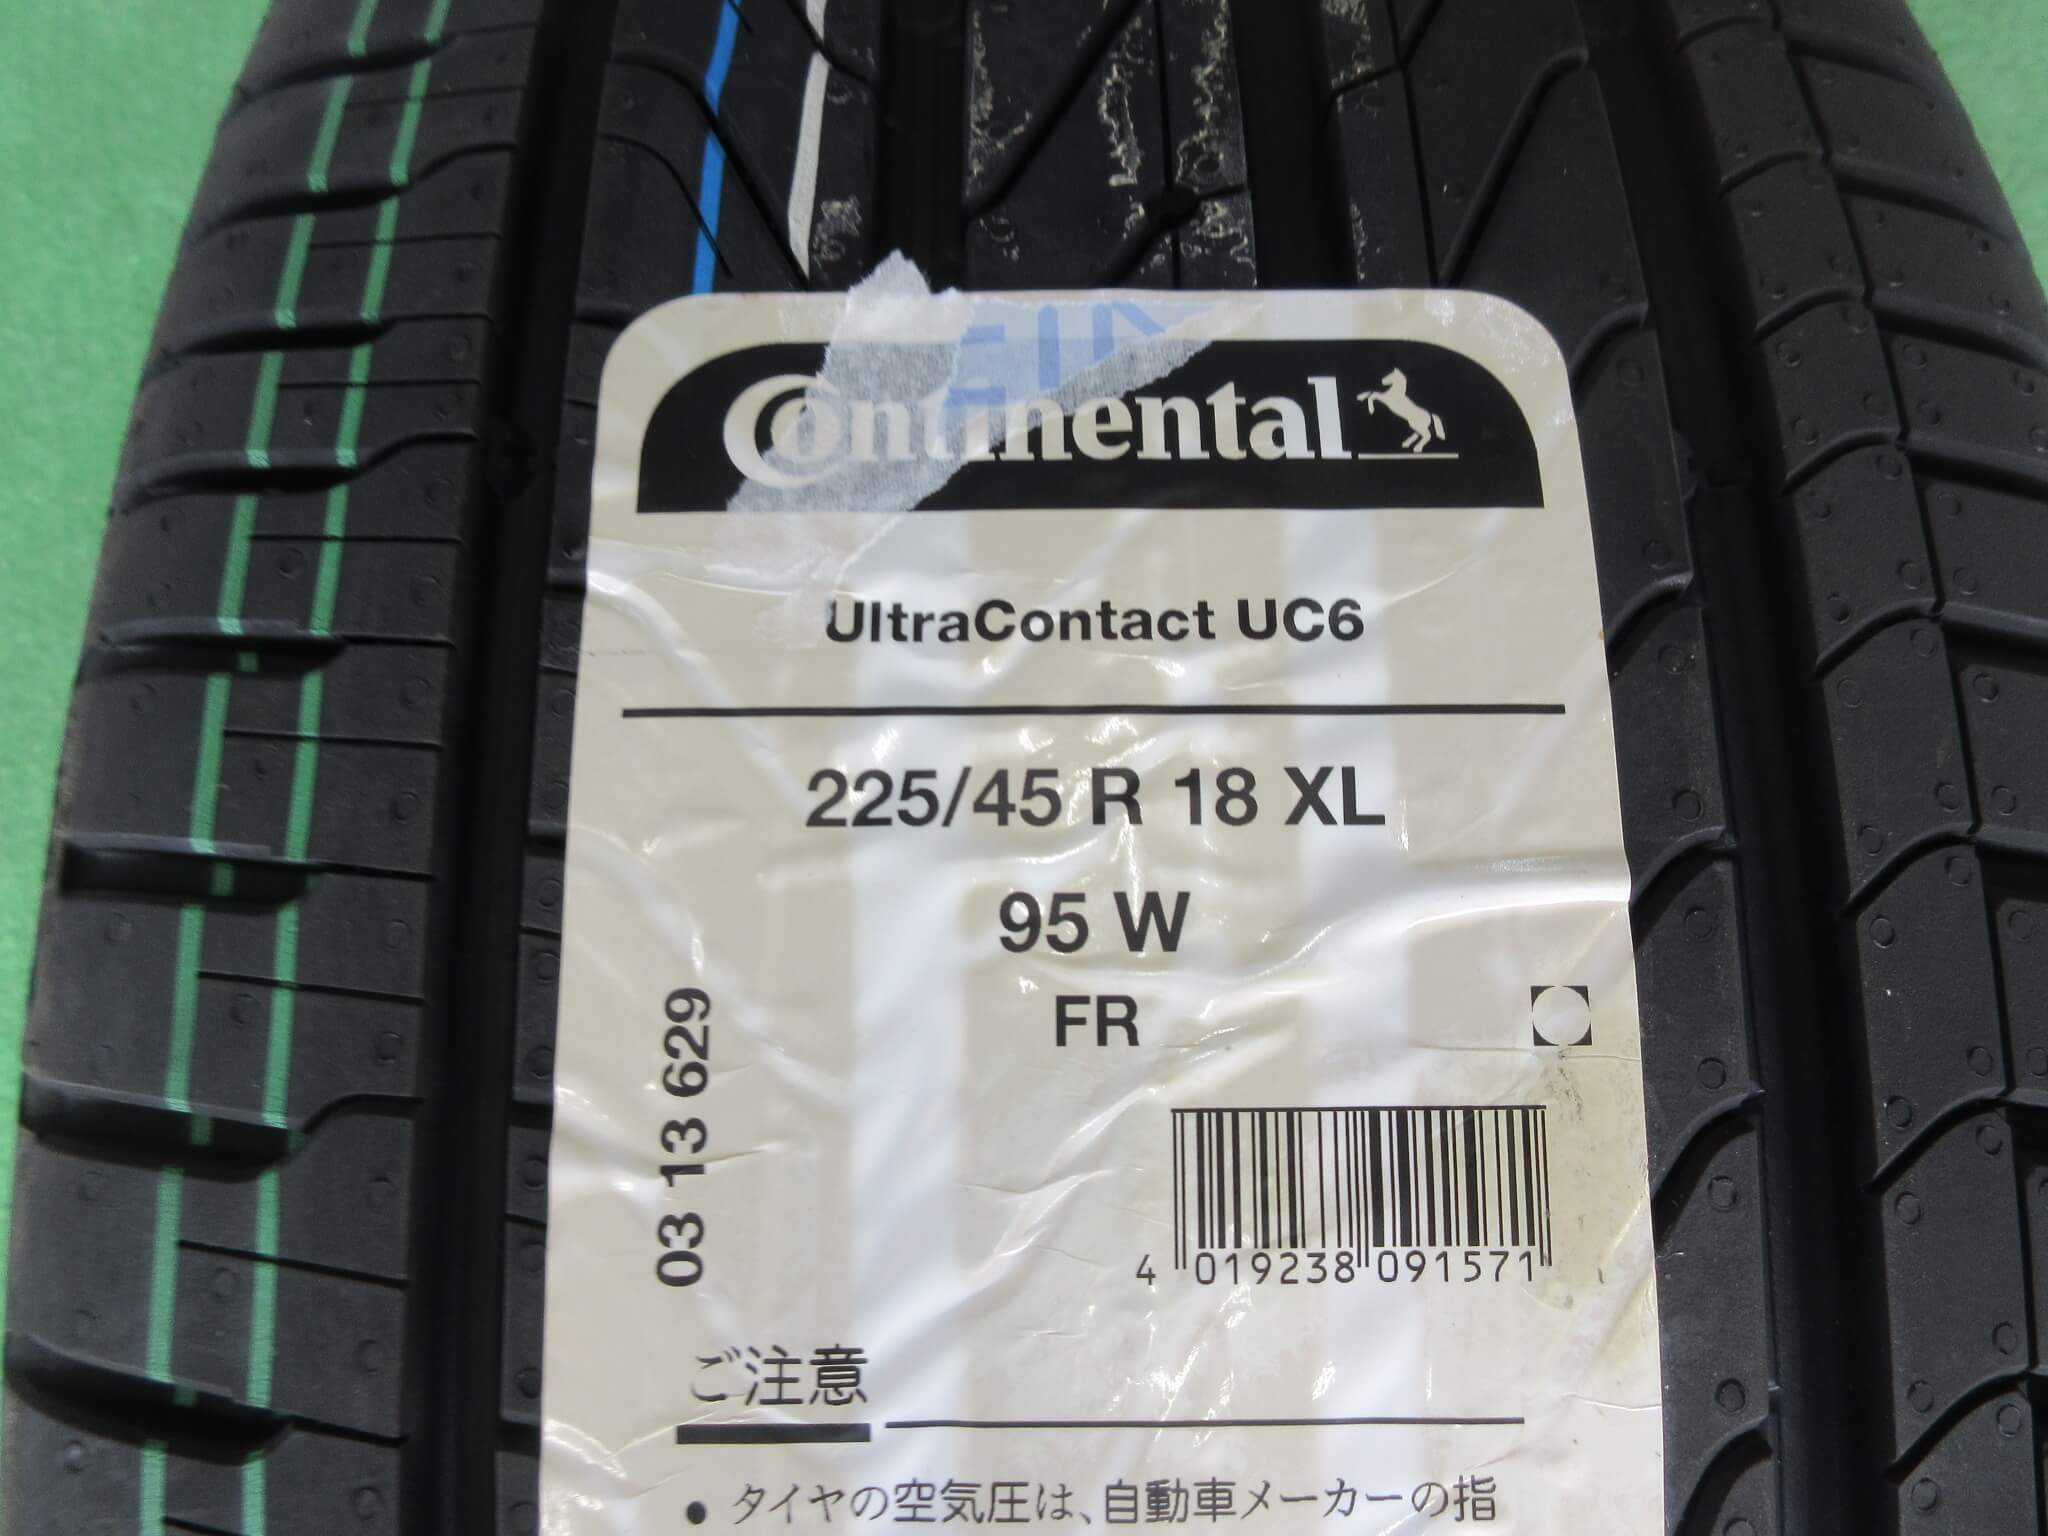 Continental
UltraContact UC6
225/45 R 18 XL
95 W
FR
03 13 629
4 019238 091571
ご注意
• タイヤの空気圧は、自動車メーカーの指